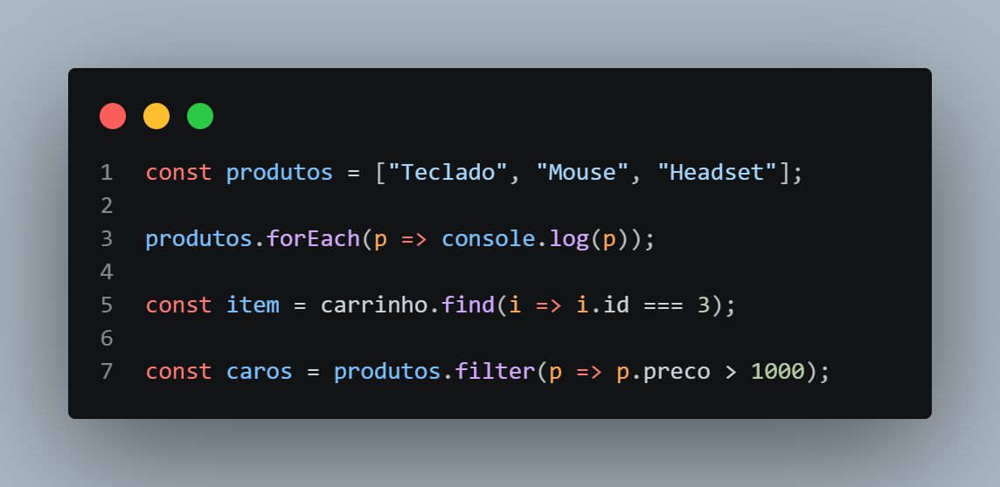 1 const produtos = ["Teclado", "Mouse", "Headset"];
2
3 produtos.forEach(p => console.log(p));
4
5 const item = carrinho.find(i => i.id === 3);
6
7 const caros = produtos.filter(p => p.preco > 1000);